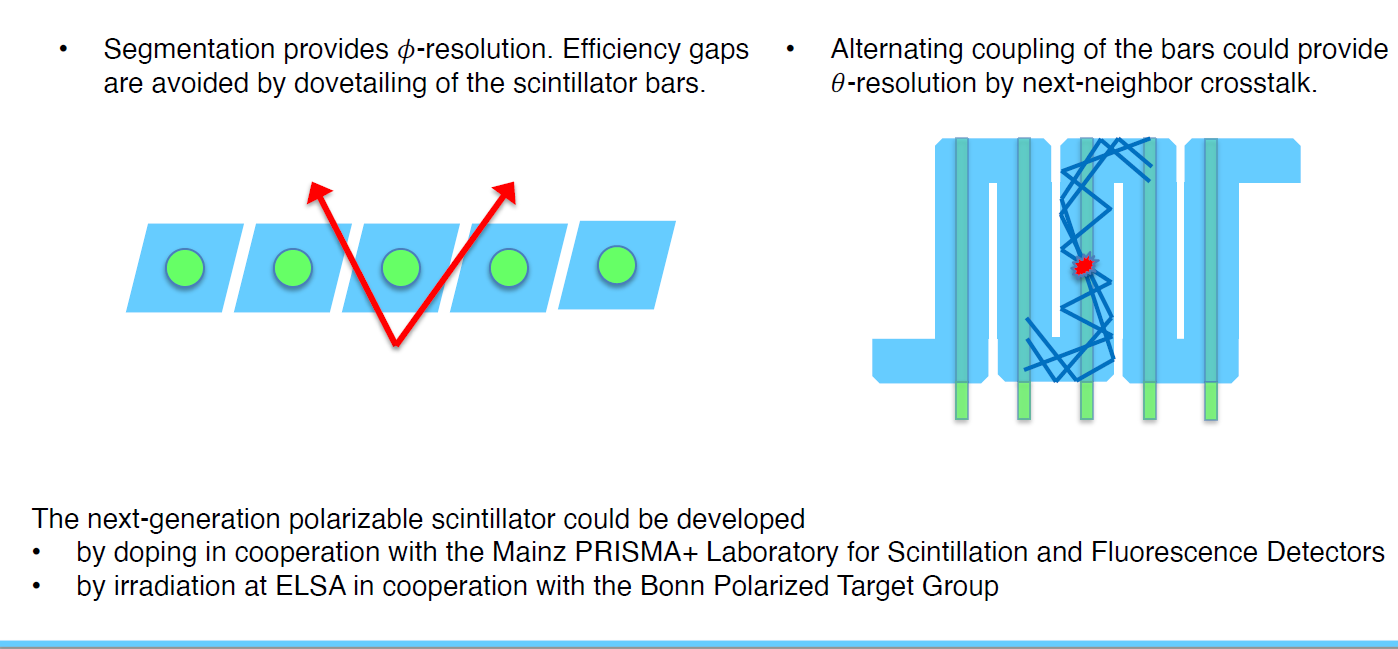 • Segmentation provides ϕ-resolution. Efficiency gaps
are avoided by dovetailing of the scintillator bars.
• Alternating coupling of the bars could provide
θ-resolution by next-neighbor crosstalk.
The next-generation polarizable scintillator could be developed
• by doping in cooperation with the Mainz PRISMA+ Laboratory for Scintillation and Fluorescence Detectors
• by irradiation at ELSA in cooperation with the Bonn Polarized Target Group